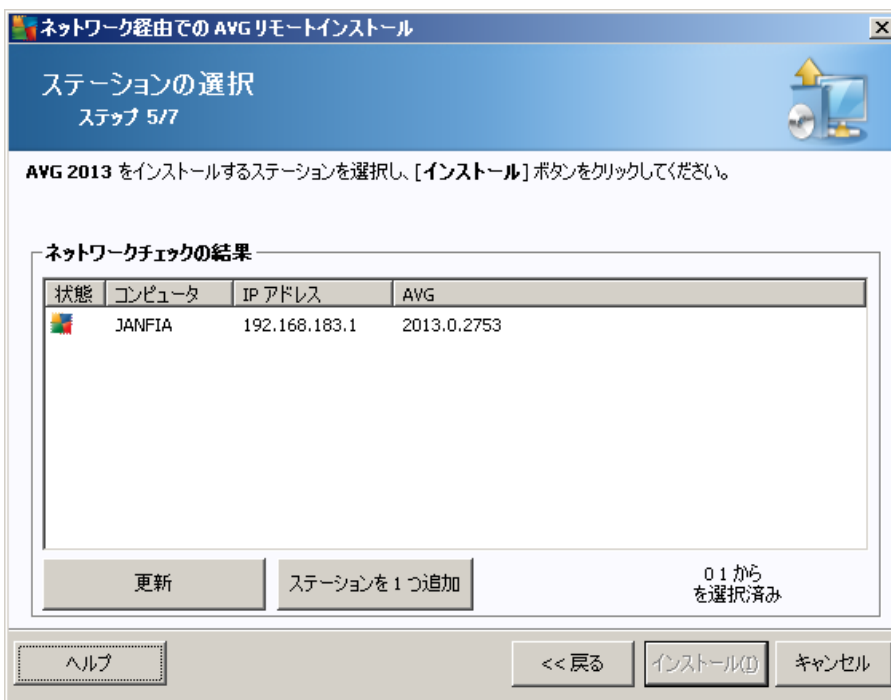 ネットワーク経由での AVG リモートインストール
ステーションの選択
ステップ 5/7
AVG 2013 をインストールするステーションを選択し、[インストール] ボタンをクリックしてください。
ネットワークチェックの結果
状態 コンピュータ IP アドレス AVG
JANFIA 192.168.183.1 2013.0.2753
更新 ステーションを 1 つ追加 0 1 から
を選択済み
ヘルプ << 戻る インストール(I) キャンセル